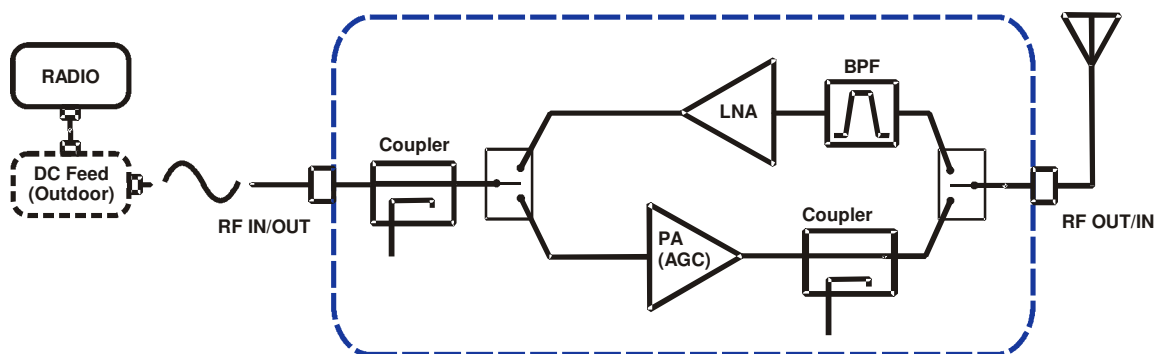 RADIO
DC Feed
(Outdoor)
RF IN/OUT
Coupler
LNA
BPF
PA
(AGC)
Coupler
RF OUT/IN